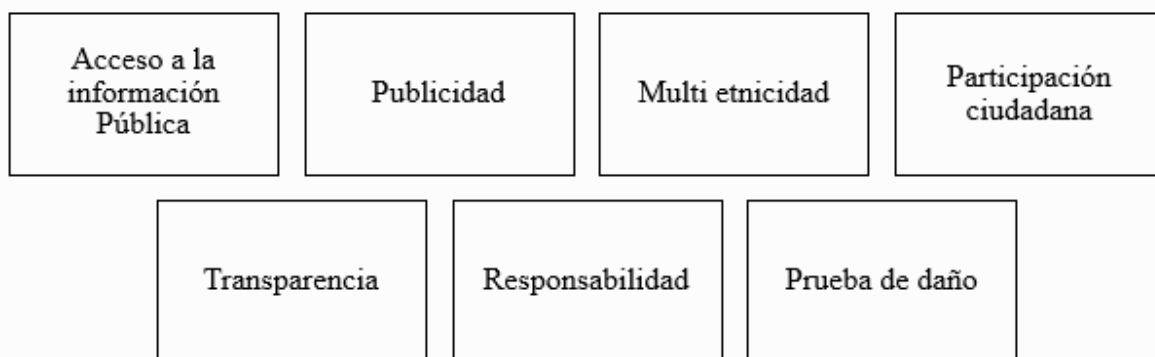 Acceso a la
información
Pública
Publicidad
Multi etnicidad
Participación
ciudadana
Transparencia
Responsabilidad
Prueba de daño